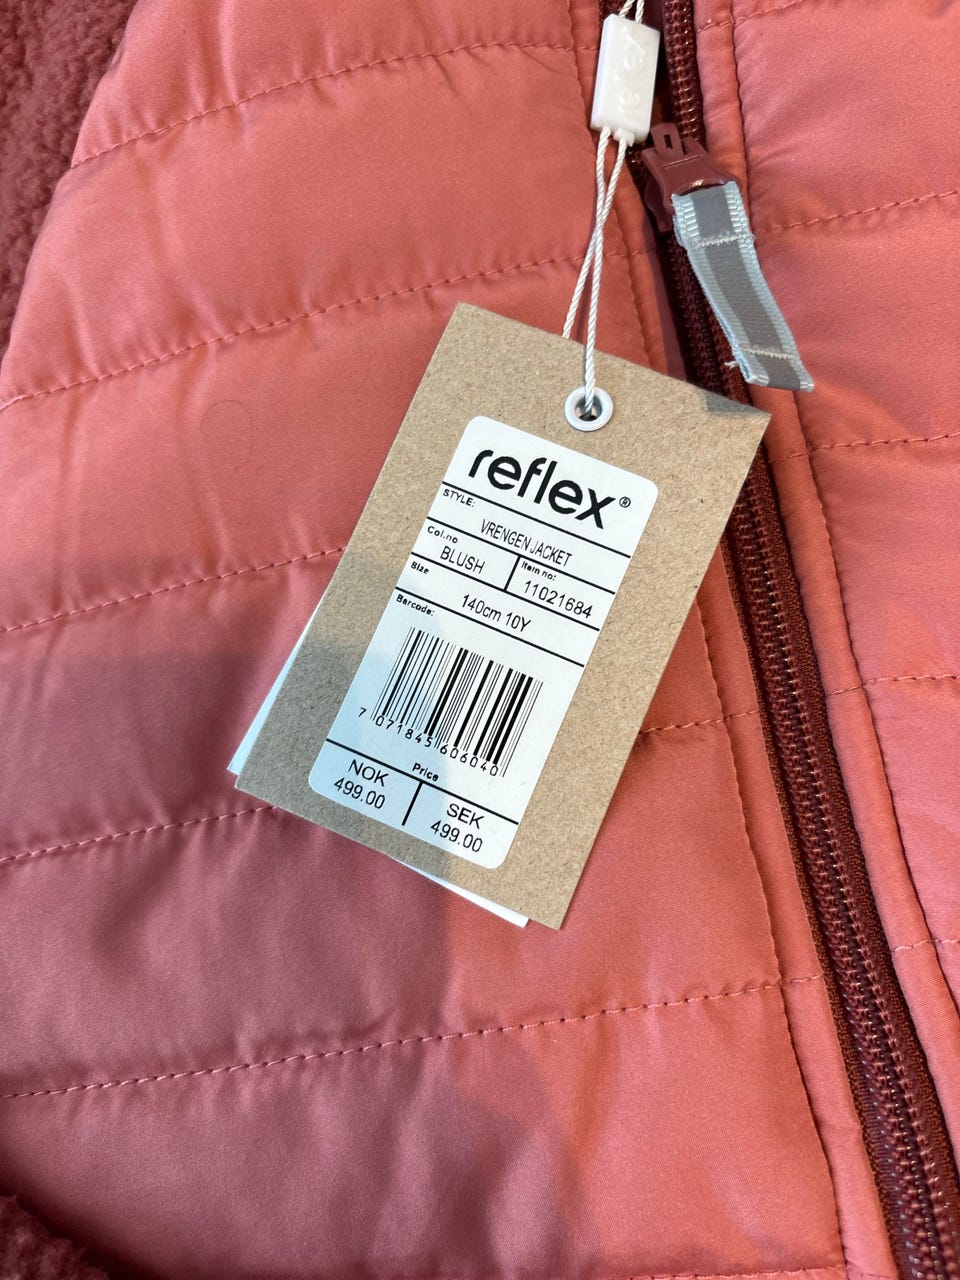 reflex®
STYLE:
VRENGEN JACKET
Col.no
BLUSH
Item no:
11021684
Size
140cm 10Y
Barcode:
7 071845 606040
Price
NOK
499.00
SEK
499.00